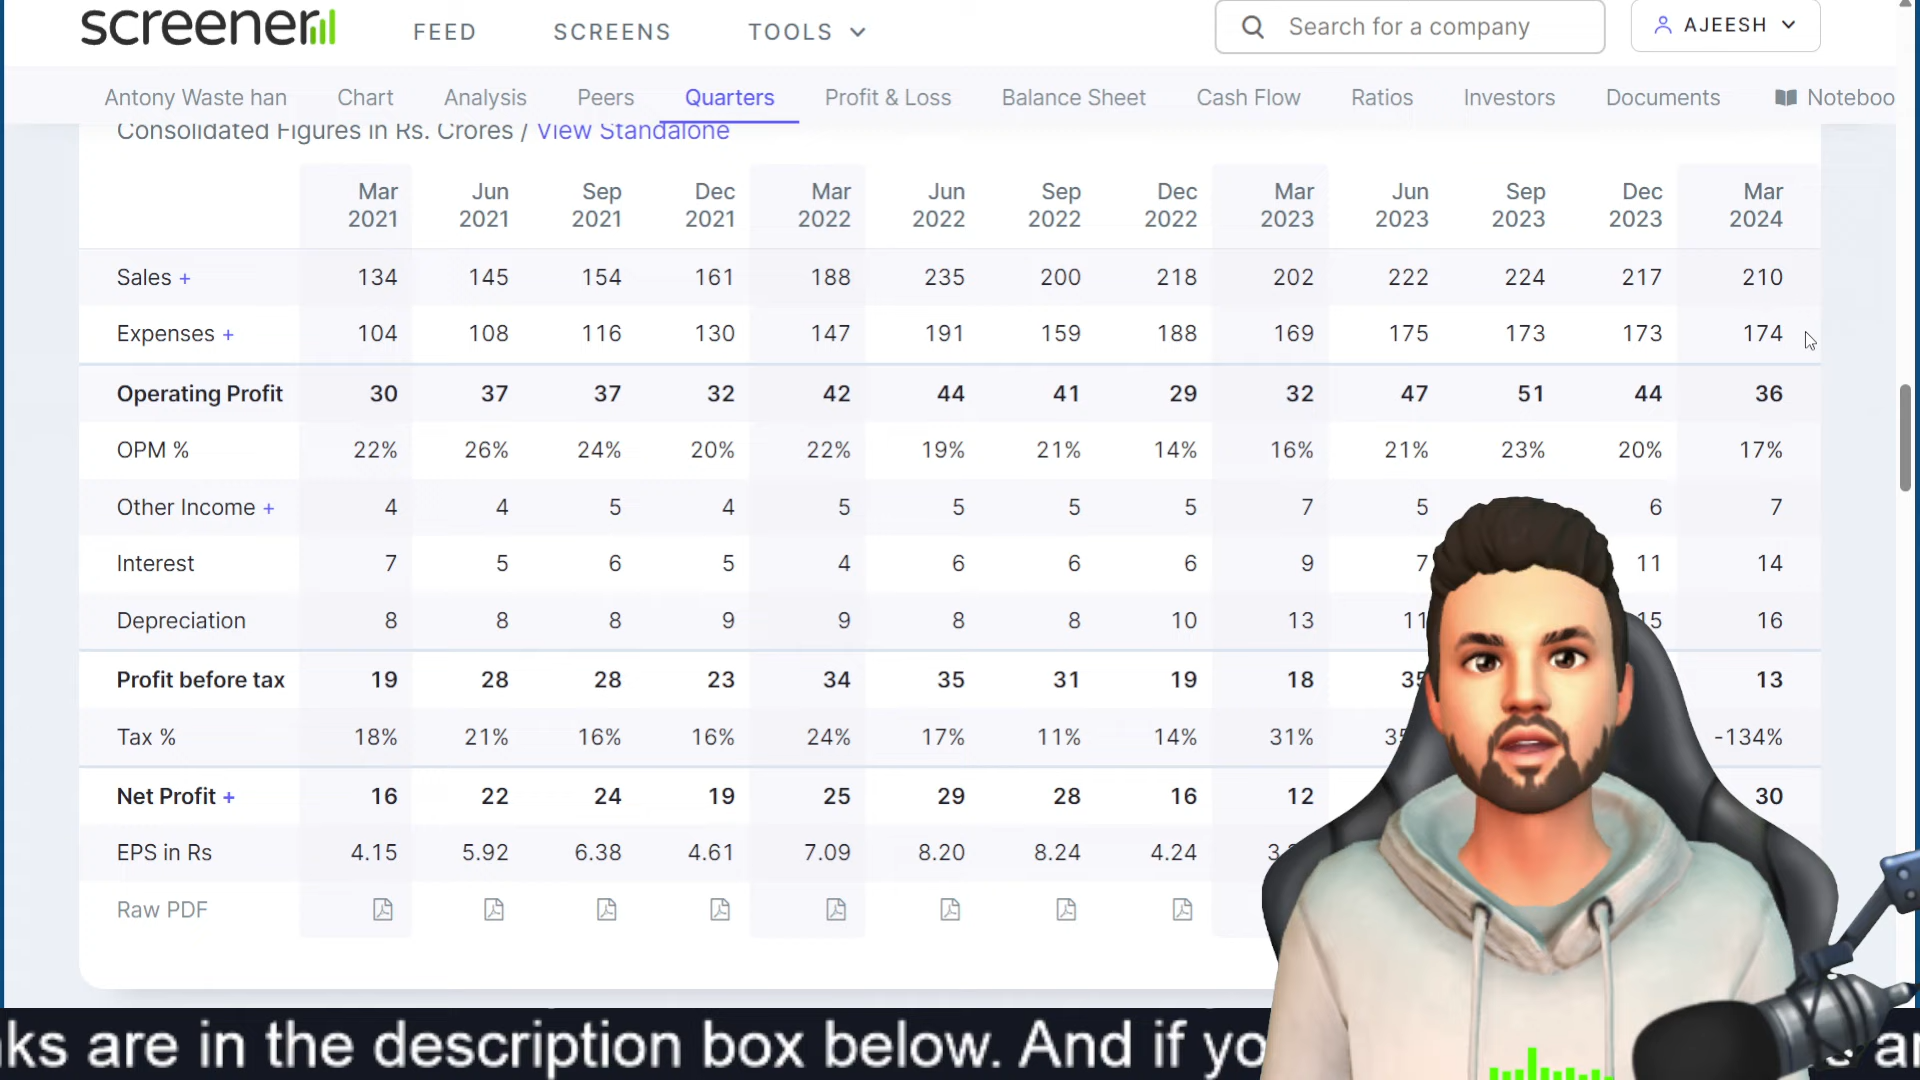 screener
FEED SCREENS TOOLS
Search for a company
AJEESH
Antony Waste han Chart Analysis Peers Quarters Profit & Loss Balance Sheet Cash Flow Ratios Investors Documents Noteboo
Consolidated Figures in Rs. Crores / View Standalone
Mar 2021 Jun 2021 Sep 2021 Dec 2021 Mar 2022 Jun 2022 Sep 2022 Dec 2022 Mar 2023 Jun 2023 Sep 2023 Dec 2023 Mar 2024
Sales + 134 145 154 161 188 235 200 218 202 222 224 217 210
Expenses + 104 108 116 130 147 191 159 188 169 175 173 173 174
Operating Profit 30 37 37 32 42 44 41 29 32 47 51 44 36
OPM % 22% 26% 24% 20% 22% 19% 21% 14% 16% 21% 23% 20% 17%
Other Income + 4 4 5 4 5 5 5 5 7 5 6 7
Interest 7 5 6 5 4 6 6 6 9 7 11 14
Depreciation 8 8 8 9 9 8 8 10 13 11 15 16
Profit before tax 19 28 28 23 34 35 31 19 18 35 13
Tax % 18% 21% 16% 16% 24% 17% 11% 14% 31% -134%
Net Profit + 16 22 24 19 25 29 28 16 12 30
EPS in Rs 4.15 5.92 6.38 4.61 7.09 8.20 8.24 4.24
Raw PDF
ks are in the description box below. And if yo